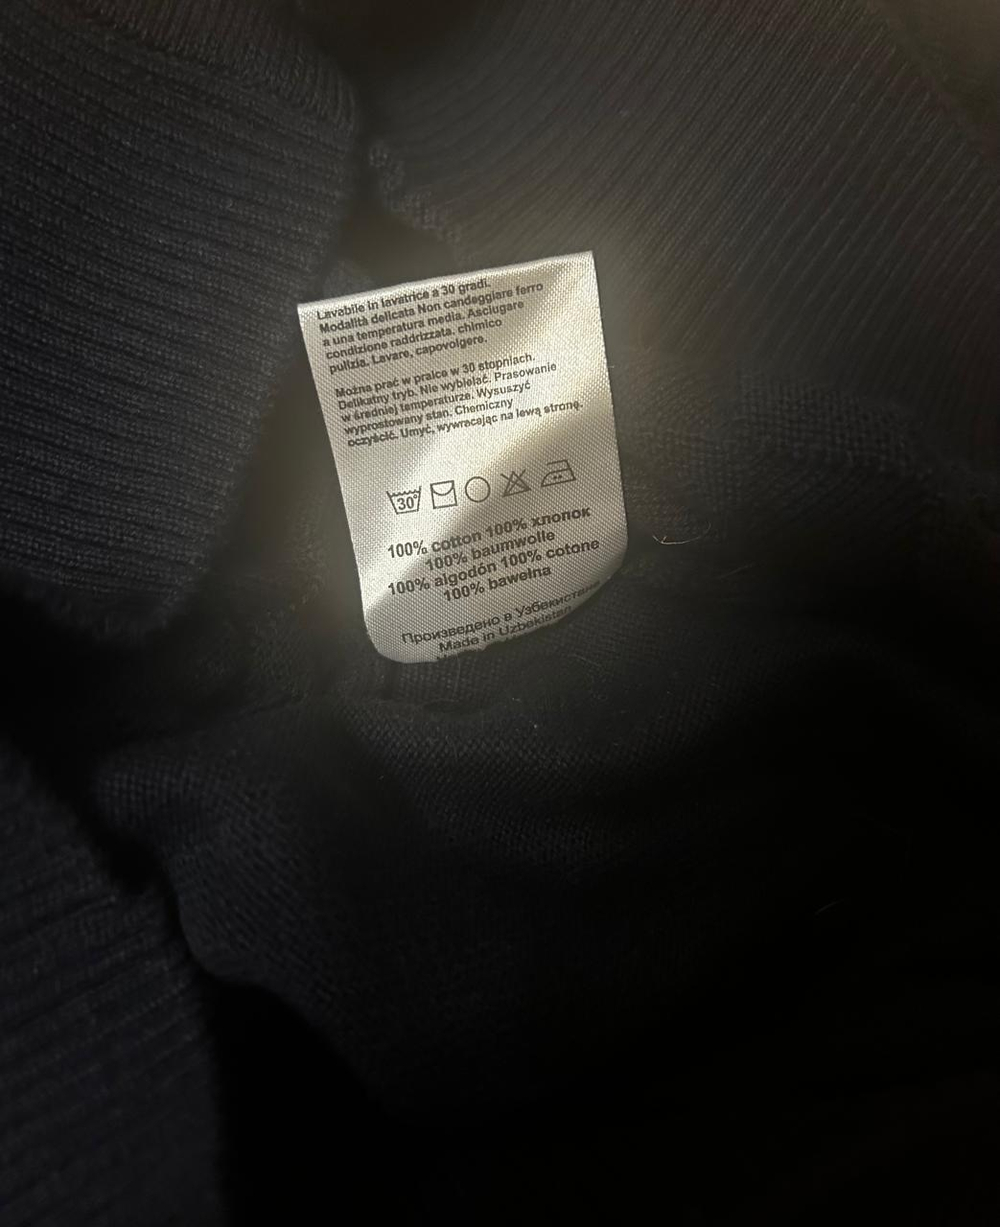 Lavabile in lavatrice a 30 gradi.
Modalità delicata Non candeggiare ferro
a una temperatura media. Asciugare
condizione raddrizzata. chimico
pulizia. Lavare, capovolgere.
Można prać w pralce w 30 stopniach.
Delikatny tryb. Nie wybielać. Prasowanie
w średniej temperaturze. Wysuszyć
wyprostowany stan. Chemiczny
oczyścić. Umyć, wywracając na lewą stronę.
30°
100% cotton 100% хлопок
100% baumwolle
100% algodón 100% cotone
100% bawełna
Произведено в Узбекистане
Made in Uzbekistan